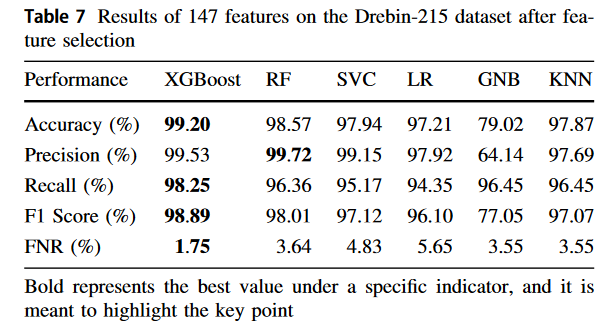 Table 7 Results of 147 features on the Drebin-215 dataset after fea-
ture selection
Performance XGBoost RF SVC LR GNB KNN
Accuracy (%) 99.20 98.57 97.94 97.21 79.02 97.87
Precision (%) 99.53 99.72 99.15 97.92 64.14 97.69
Recall (%) 98.25 96.36 95.17 94.35 96.45 96.45
F1 Score (%) 98.89 98.01 97.12 96.10 77.05 97.07
FNR (%) 1.75 3.64 4.83 5.65 3.55 3.55
Bold represents the best value under a specific indicator, and it is
meant to highlight the key point